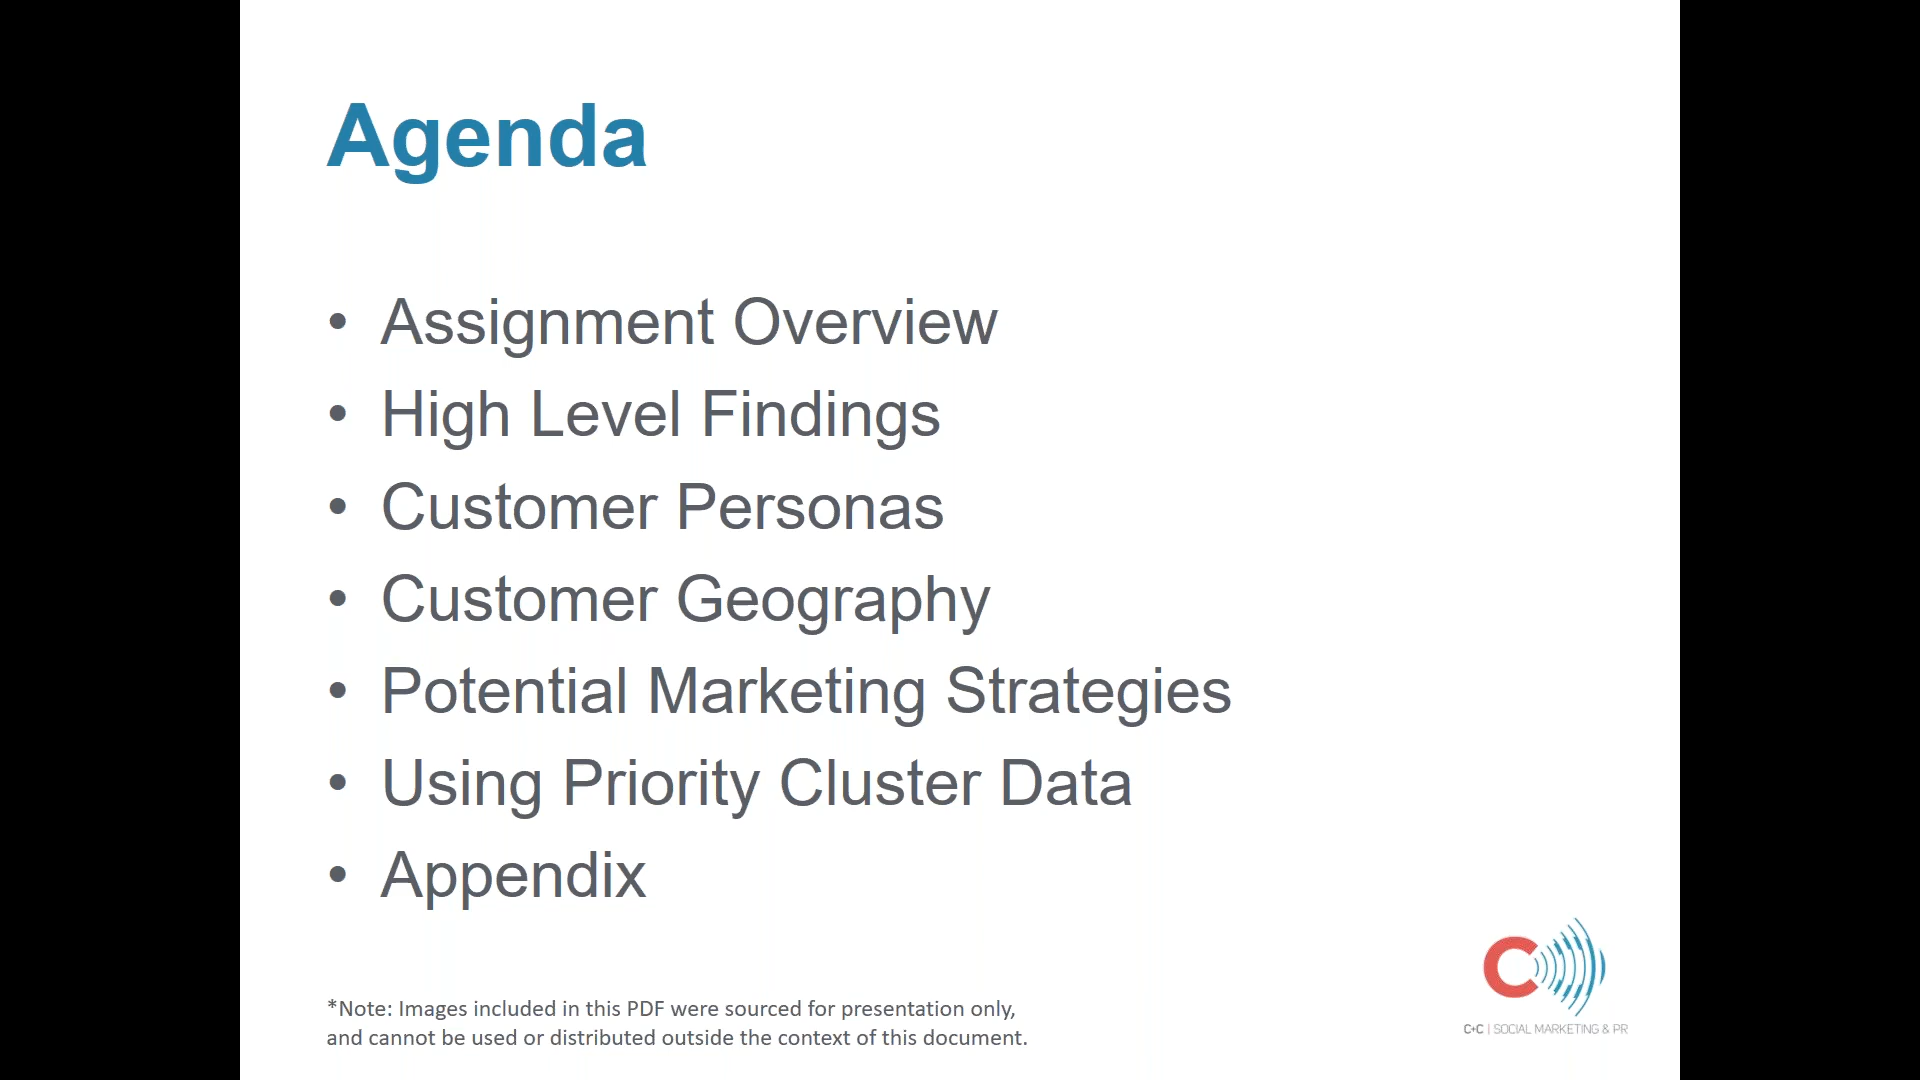 Agenda
• Assignment Overview
• High Level Findings
• Customer Personas
• Customer Geography
• Potential Marketing Strategies
• Using Priority Cluster Data
• Appendix
*Note: Images included in this PDF were sourced for presentation only,
and cannot be used or distributed outside the context of this document.
C+C | SOCIAL MARKETING & PR